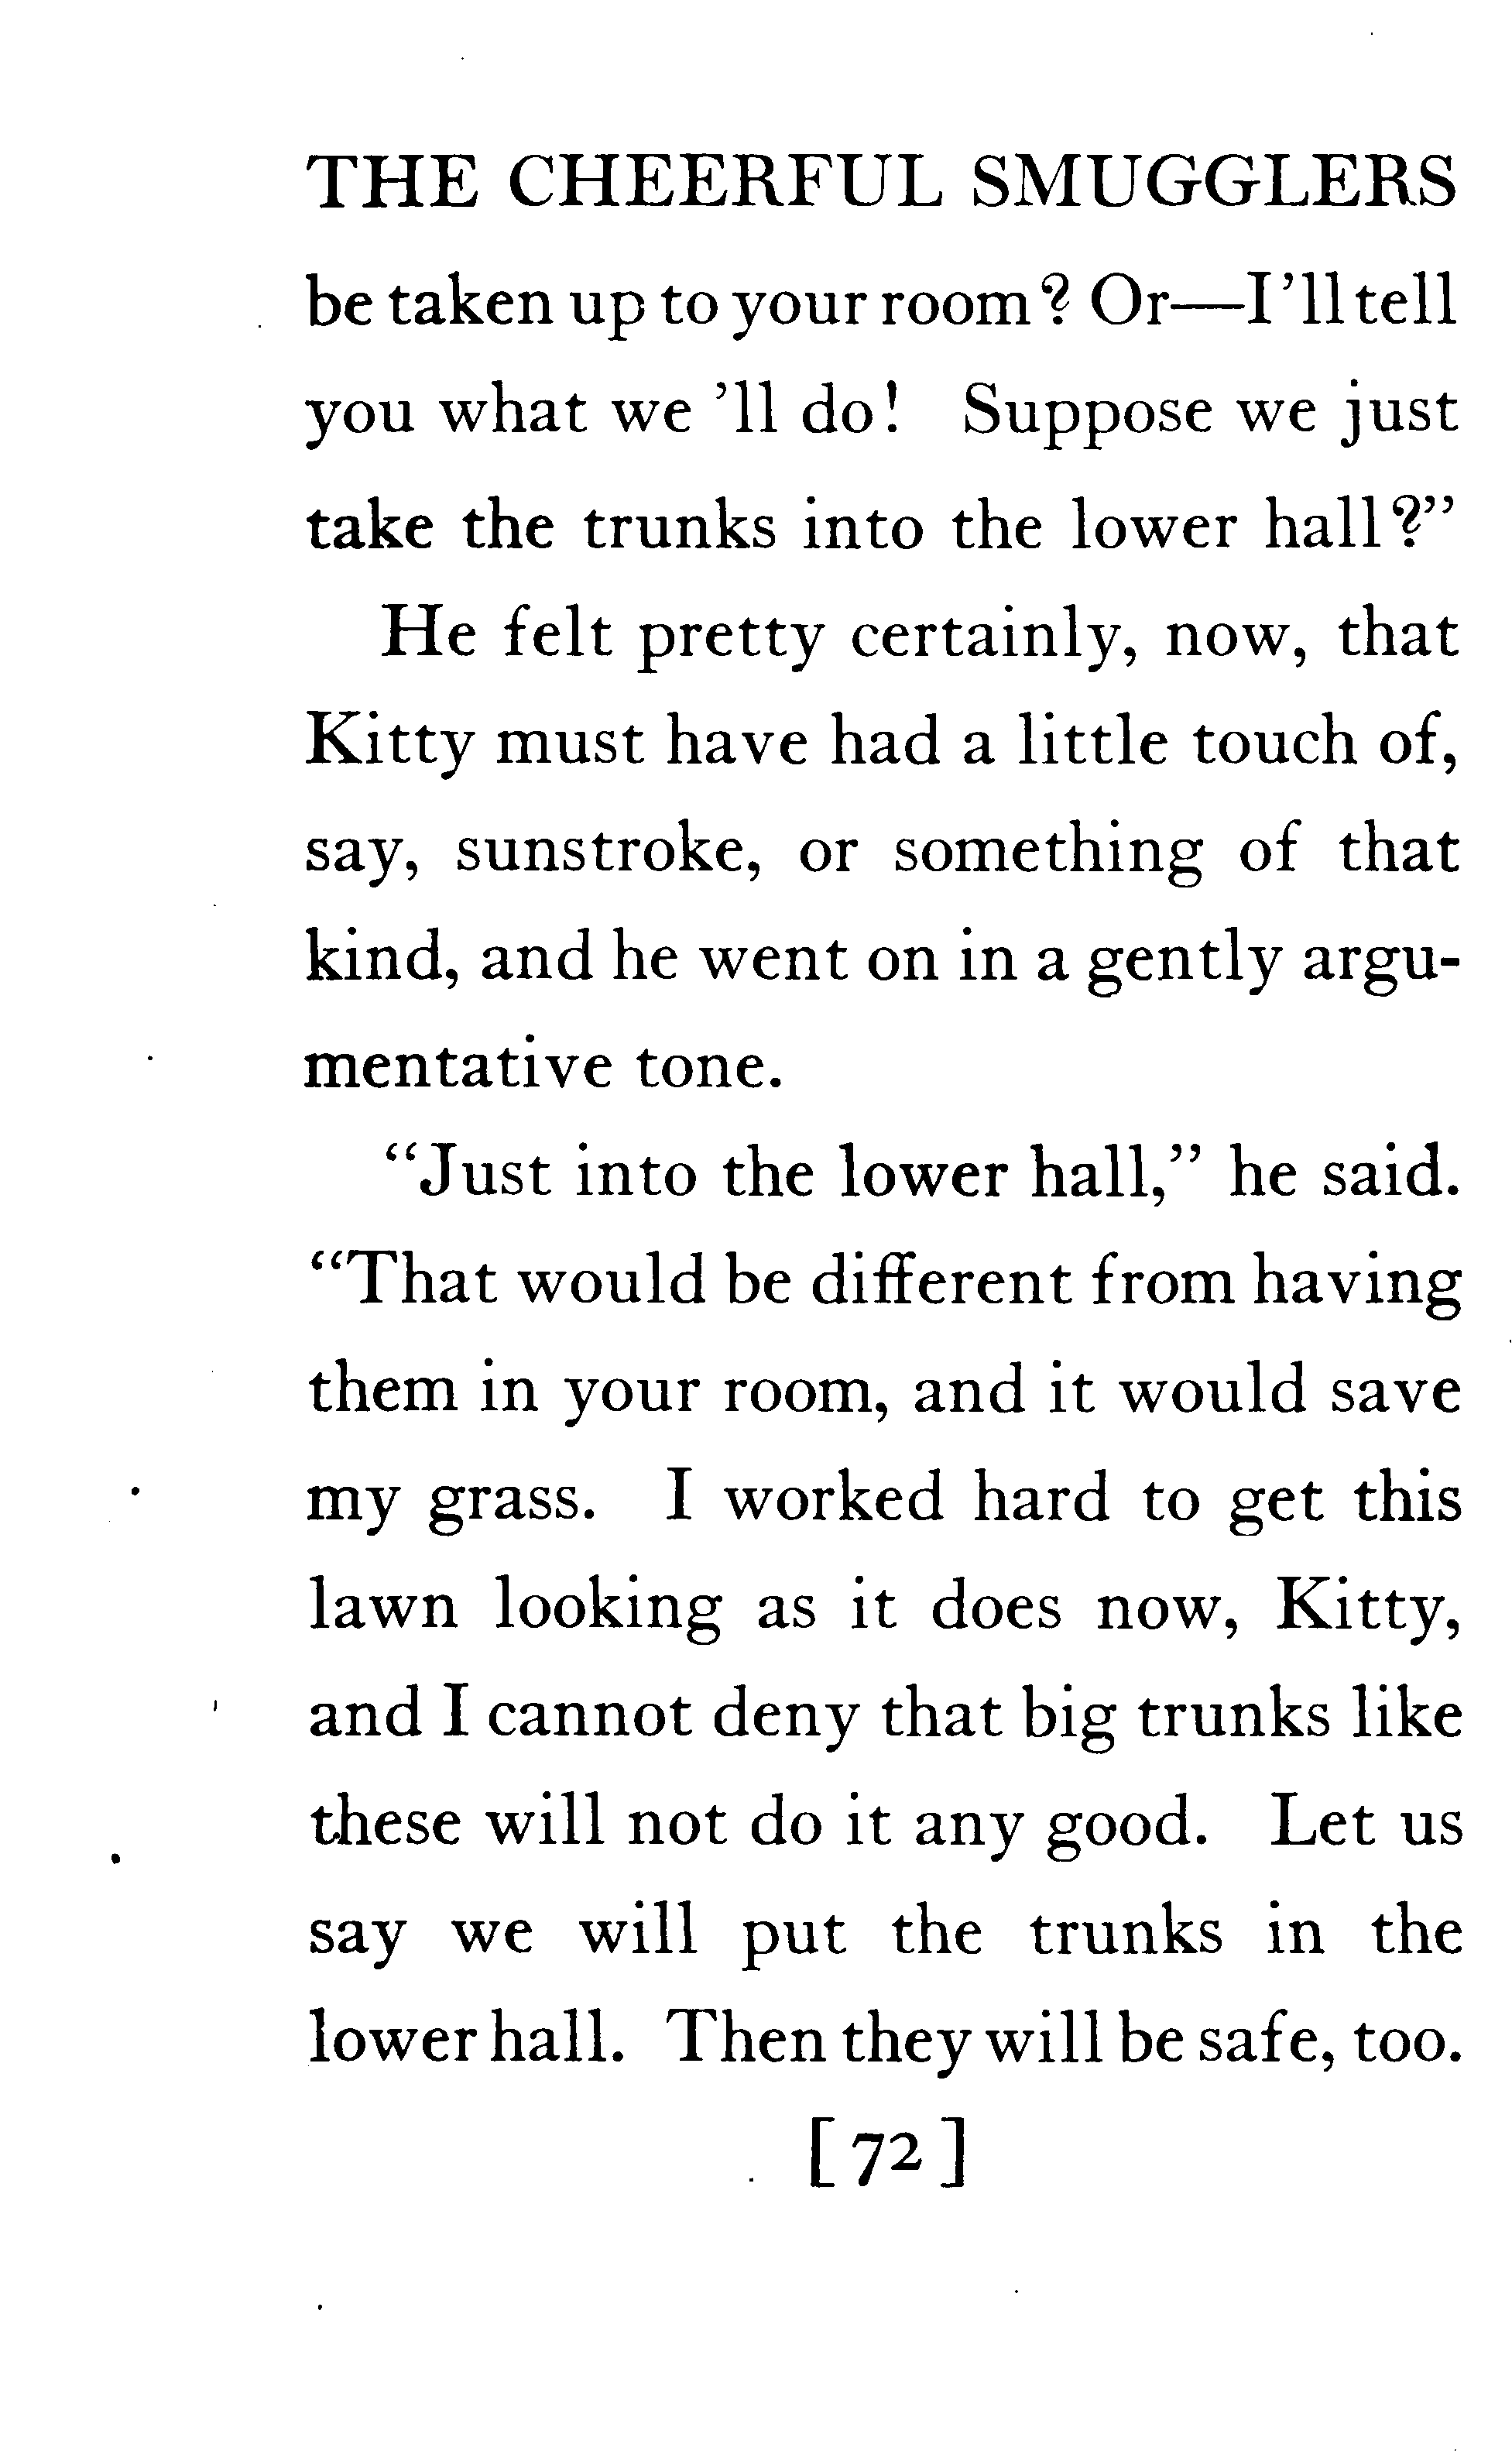 THE CHEERFUL SMUGGLERS
be taken up to your room? Or—I'll tell
you what we 'll do! Suppose we just
take the trunks into the lower hall?”
He felt pretty certainly, now, that
Kitty must have had a little touch of,
say, sunstroke, or something of that
kind, and he went on in a gently argu-
mentative tone.
“Just into the lower hall,” he said.
“That would be different from having
them in your room, and it would save
my grass. I worked hard to get this
lawn looking as it does now, Kitty,
and I cannot deny that big trunks like
these will not do it any good. Let us
say we will put the trunks in the
lower hall. Then they will be safe, too.
[72]